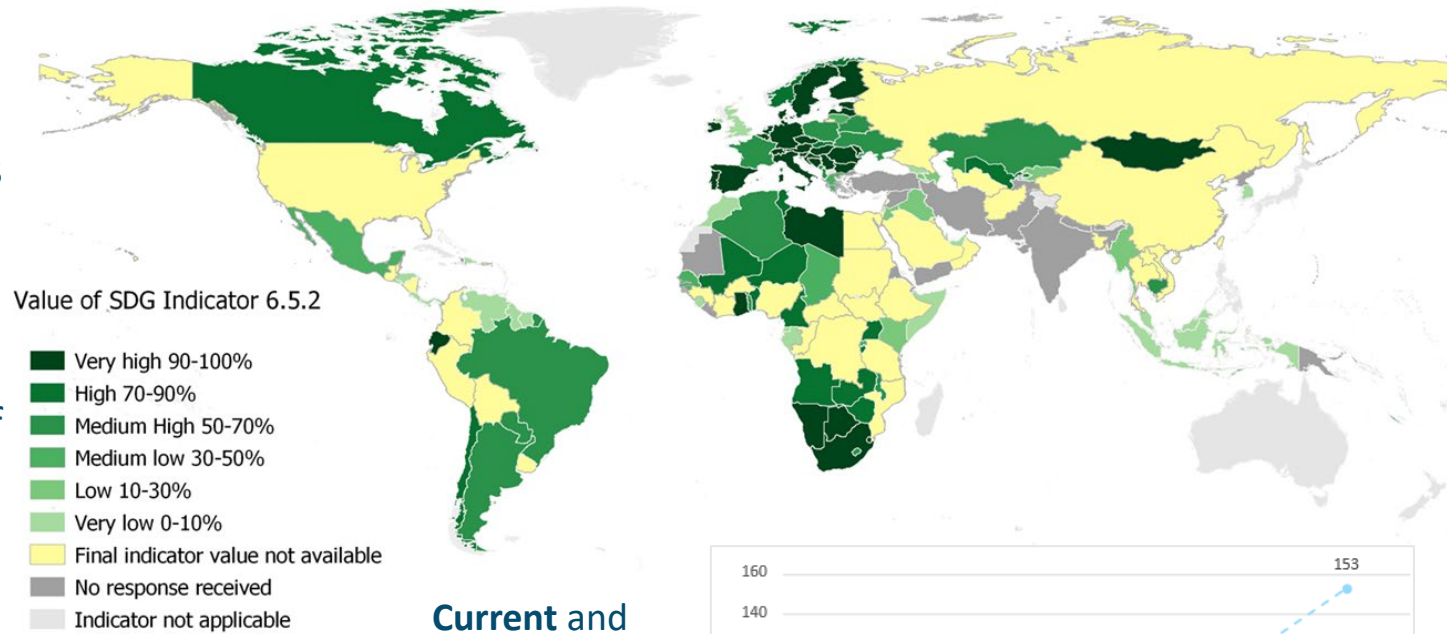 Value of SDG Indicator 6.5.2
Very high 90-100%
High 70-90%
Medium High 50-70%
Medium low 30-50%
Low 10-30%
Very low 0-10%
Final indicator value not available
No response received
Indicator not applicable
Current and
160
153
140